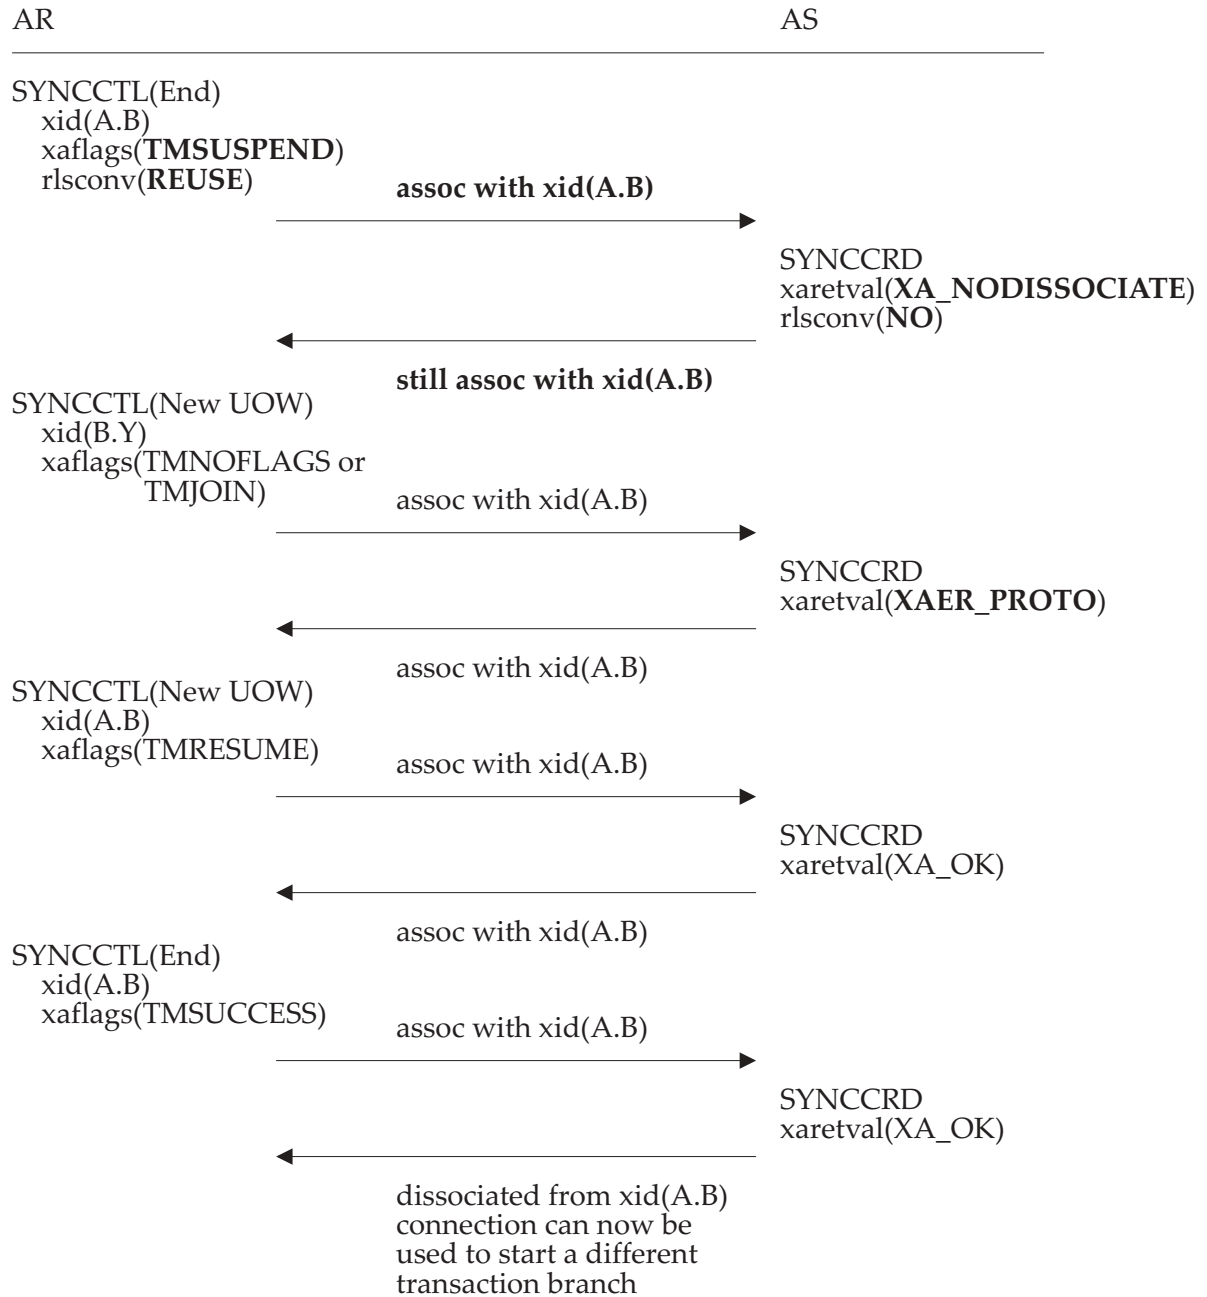 AR
AS
SYNCCTL(End)
xid(A.B)
xaflags(TMSUSPEND)
rlsconv(REUSE)
assoc with xid(A.B)
SYNCCRD
xaretval(XA_NODISSOCIATE)
rlsconv(NO)
still assoc with xid(A.B)
SYNCCTL(New UOW)
xid(B.Y)
xaflags(TMNOFLAGS or
TMJOIN)
assoc with xid(A.B)
SYNCCRD
xaretval(XAER_PROTO)
assoc with xid(A.B)
SYNCCTL(New UOW)
xid(A.B)
xaflags(TMRESUME)
assoc with xid(A.B)
SYNCCRD
xaretval(XA_OK)
assoc with xid(A.B)
SYNCCTL(End)
xid(A.B)
xaflags(TMSUCCESS)
assoc with xid(A.B)
SYNCCRD
xaretval(XA_OK)
dissociated from xid(A.B)
connection can now be
used to start a different
transaction branch